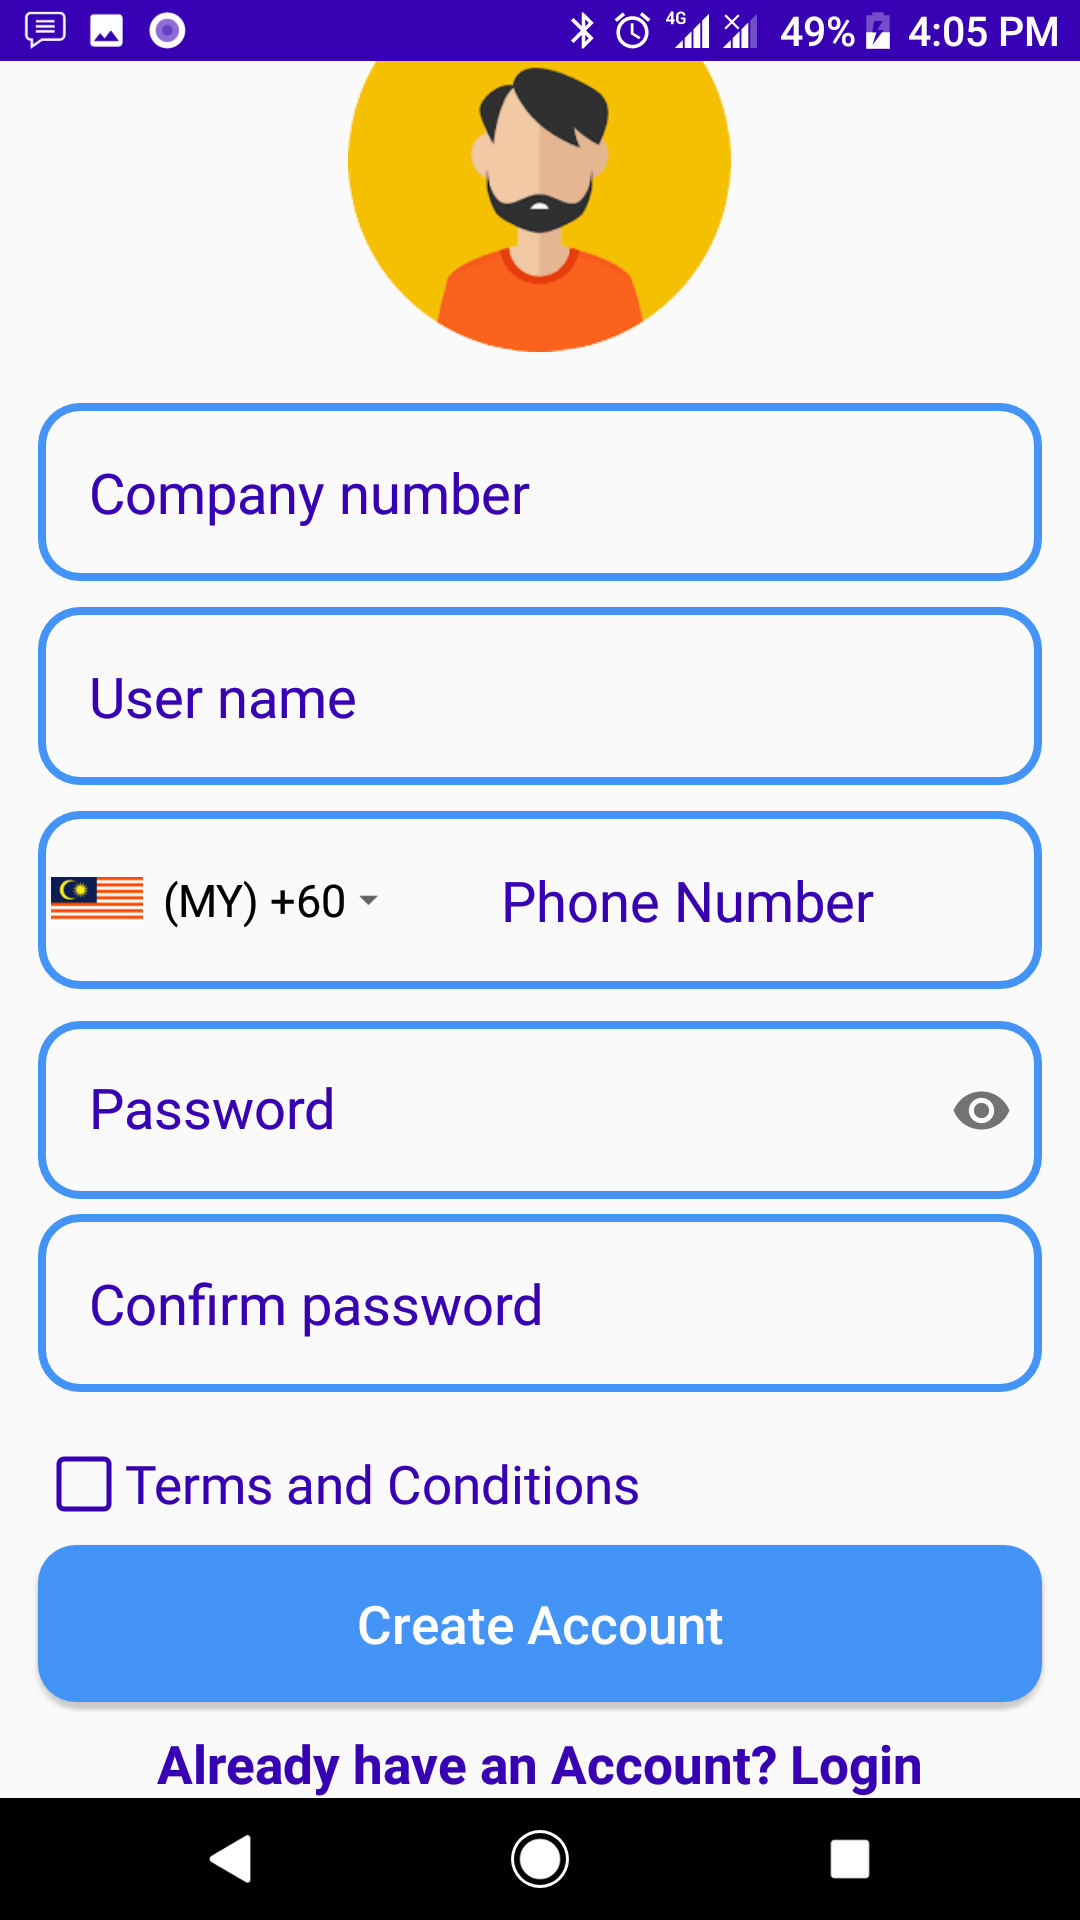 4G 49% 4:05 PM
Company number
User name
(MY) +60 Phone Number
Password
Confirm password
Terms and Conditions
Create Account
Already have an Account? Login